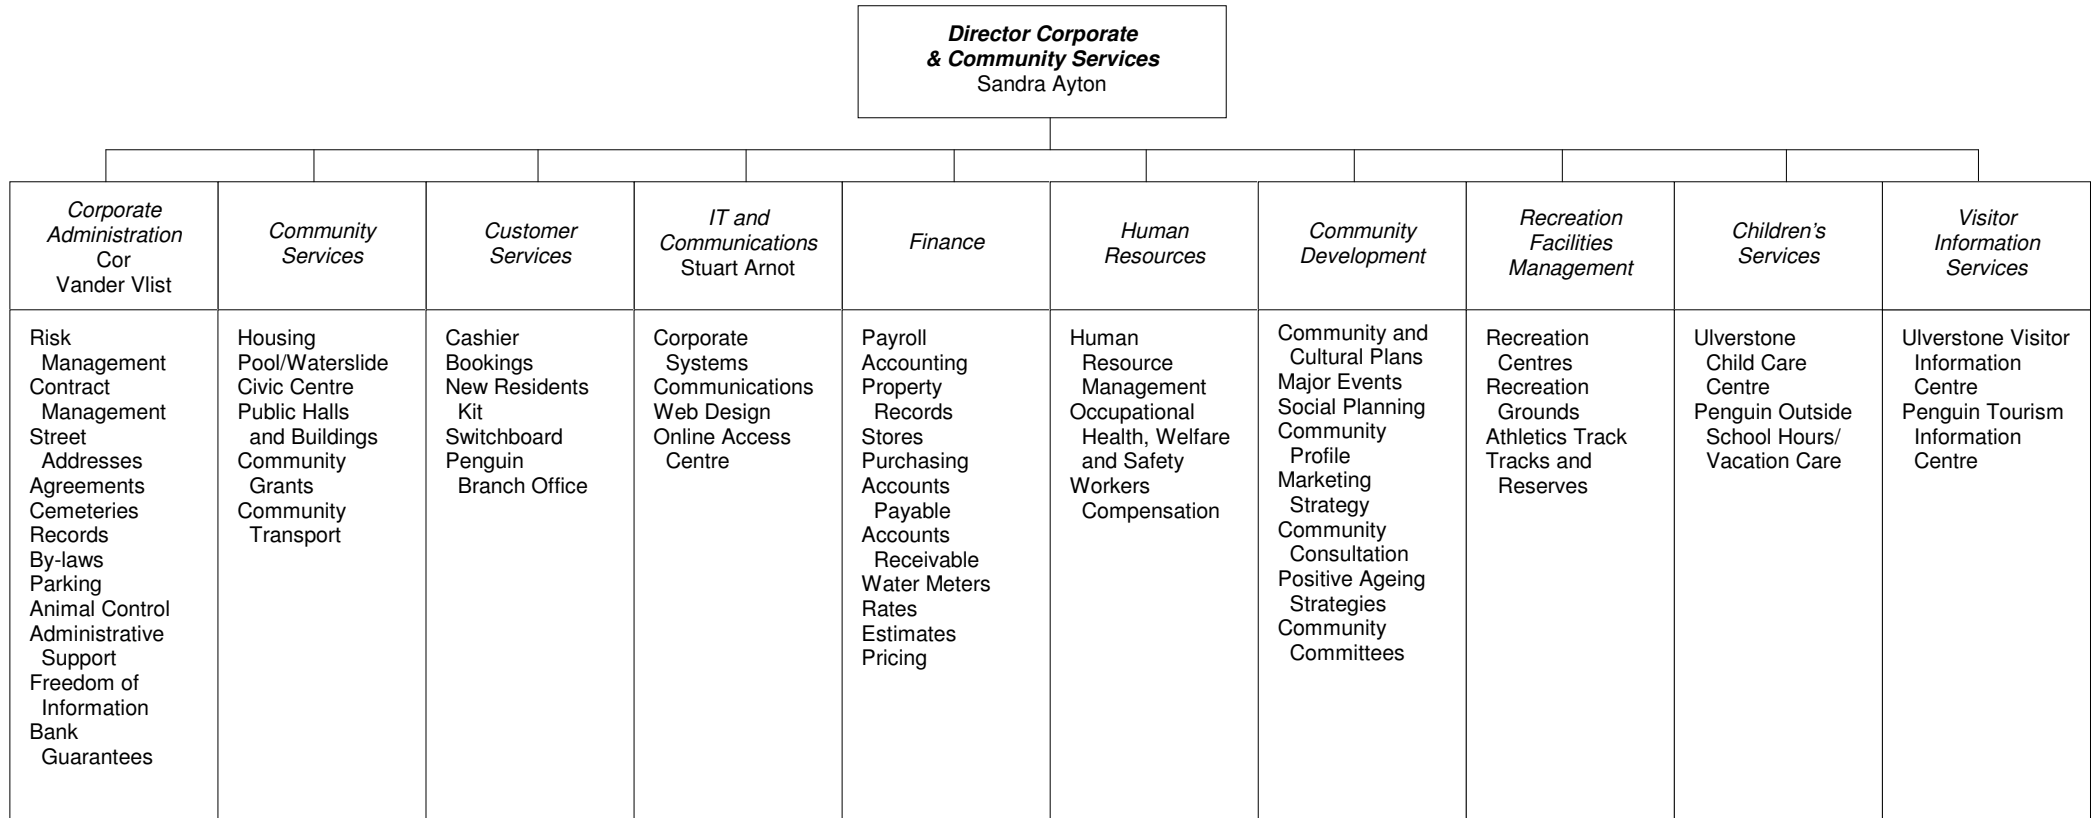 Director Corporate
& Community Services
Sandra Ayton
Corporate
Administration
Cor
Vander Vlist
Community
Services
Customer
Services
IT and
Communications
Stuart Arnot
Finance
Human
Resources
Community
Development
Recreation
Facilities
Management
Children's
Services
Visitor
Information
Services
Risk
Management
Contract
Management
Street
Addresses
Agreements
Cemeteries
Records
By-laws
Parking
Animal Control
Administrative
Support
Freedom of
Information
Bank
Guarantees
Housing
Pool/Waterslide
Civic Centre
Public Halls
and Buildings
Community
Grants
Community
Transport
Cashier
Bookings
New Residents
Kit
Switchboard
Penguin
Branch Office
Corporate
Systems
Communications
Web Design
Online Access
Centre
Payroll
Accounting
Property
Records
Stores
Purchasing
Accounts
Payable
Accounts
Receivable
Water Meters
Rates
Estimates
Pricing
Human
Resource
Management
Occupational
Health, Welfare
and Safety
Workers
Compensation
Community and
Cultural Plans
Major Events
Social Planning
Community
Profile
Marketing
Strategy
Community
Consultation
Positive Ageing
Strategies
Community
Committees
Recreation
Centres
Recreation
Grounds
Athletics Track
Tracks and
Reserves
Ulverstone
Child Care
Centre
Penguin Outside
School Hours/
Vacation Care
Ulverstone Visitor
Information
Centre
Penguin Tourism
Information
Centre